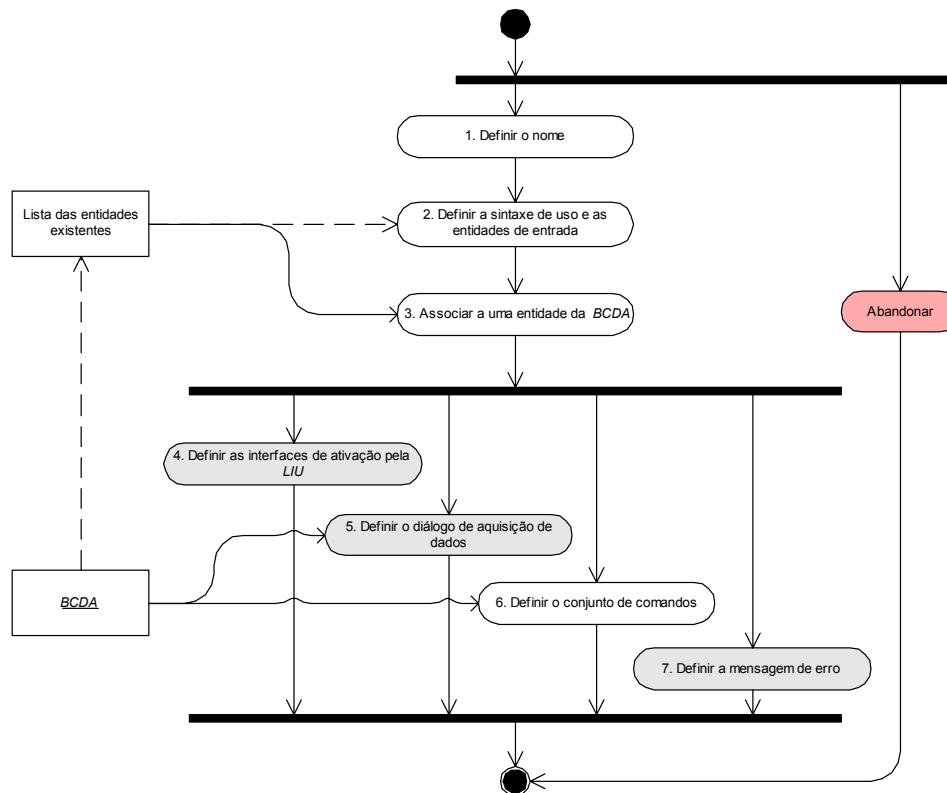 1. Definir o nome
Lista das entidades
existentes
2. Definir a sintaxe de uso e as
entidades de entrada
3. Associar a uma entidade da BCDA
Abandonar
4. Definir as interfaces de ativação pela
LIU
5. Definir o diálogo de aquisição de
dados
BCDA
6. Definir o conjunto de comandos
7. Definir a mensagem de erro